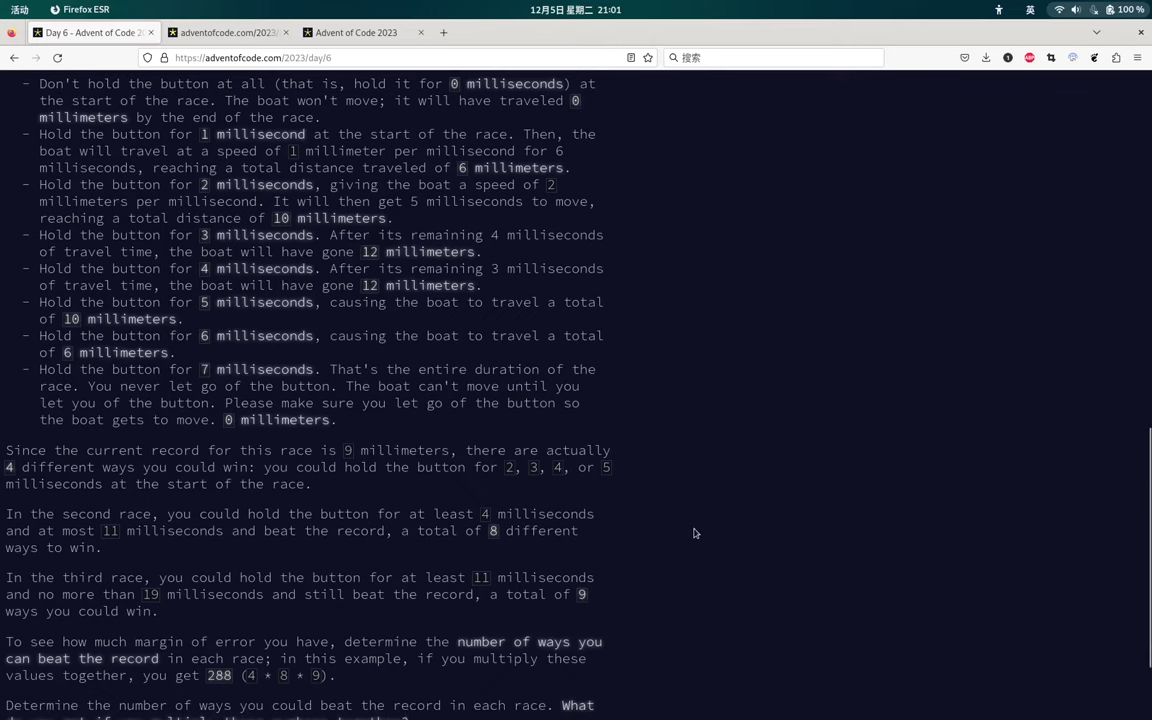 活动 Firefox ESR 12月5日 星期二 21:01 英 100 %
Day 6 - Advent of Code 20 adventofcode.com/2023/ Advent of Code 2023
https://adventofcode.com/2023/day/6 搜索
- Don't hold the button at all (that is, hold it for 0 milliseconds) at
the start of the race. The boat won't move; it will have traveled 0
millimeters by the end of the race.
- Hold the button for 1 millisecond at the start of the race. Then, the
boat will travel at a speed of 1 millimeter per millisecond for 6
milliseconds, reaching a total distance traveled of 6 millimeters.
- Hold the button for 2 milliseconds, giving the boat a speed of 2
millimeters per millisecond. It will then get 5 milliseconds to move,
reaching a total distance of 10 millimeters.
- Hold the button for 3 milliseconds. After its remaining 4 milliseconds
of travel time, the boat will have gone 12 millimeters.
- Hold the button for 4 milliseconds. After its remaining 3 milliseconds
of travel time, the boat will have gone 12 millimeters.
- Hold the button for 5 milliseconds, causing the boat to travel a total
of 10 millimeters.
- Hold the button for 6 milliseconds, causing the boat to travel a total
of 6 millimeters.
- Hold the button for 7 milliseconds. That's the entire duration of the
race. You never let go of the button. The boat can't move until you
let you of the button. Please make sure you let go of the button so
the boat gets to move. 0 millimeters.
Since the current record for this race is 9 millimeters, there are actually
4 different ways you could win: you could hold the button for 2, 3, 4, or 5
milliseconds at the start of the race.
In the second race, you could hold the button for at least 4 milliseconds
and at most 11 milliseconds and beat the record, a total of 8 different
ways to win.
In the third race, you could hold the button for at least 11 milliseconds
and no more than 19 milliseconds and still beat the record, a total of 9
ways you could win.
To see how much margin of error you have, determine the number of ways you
can beat the record in each race; in this example, if you multiply these
values together, you get 288 (4 * 8 * 9).
Determine the number of ways you could beat the record in each race. What
do you get if you multiply these numbers together?